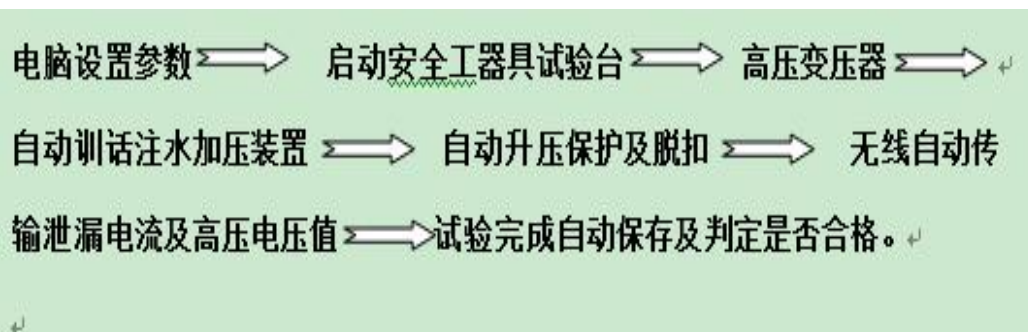 电脑设置参数 启动安全工器具试验台 高压变压器
自动训话注水加压装置 自动升压保护及脱扣 无线自动传
输泄漏电流及高压电压值 试验完成自动保存及判定是否合格。